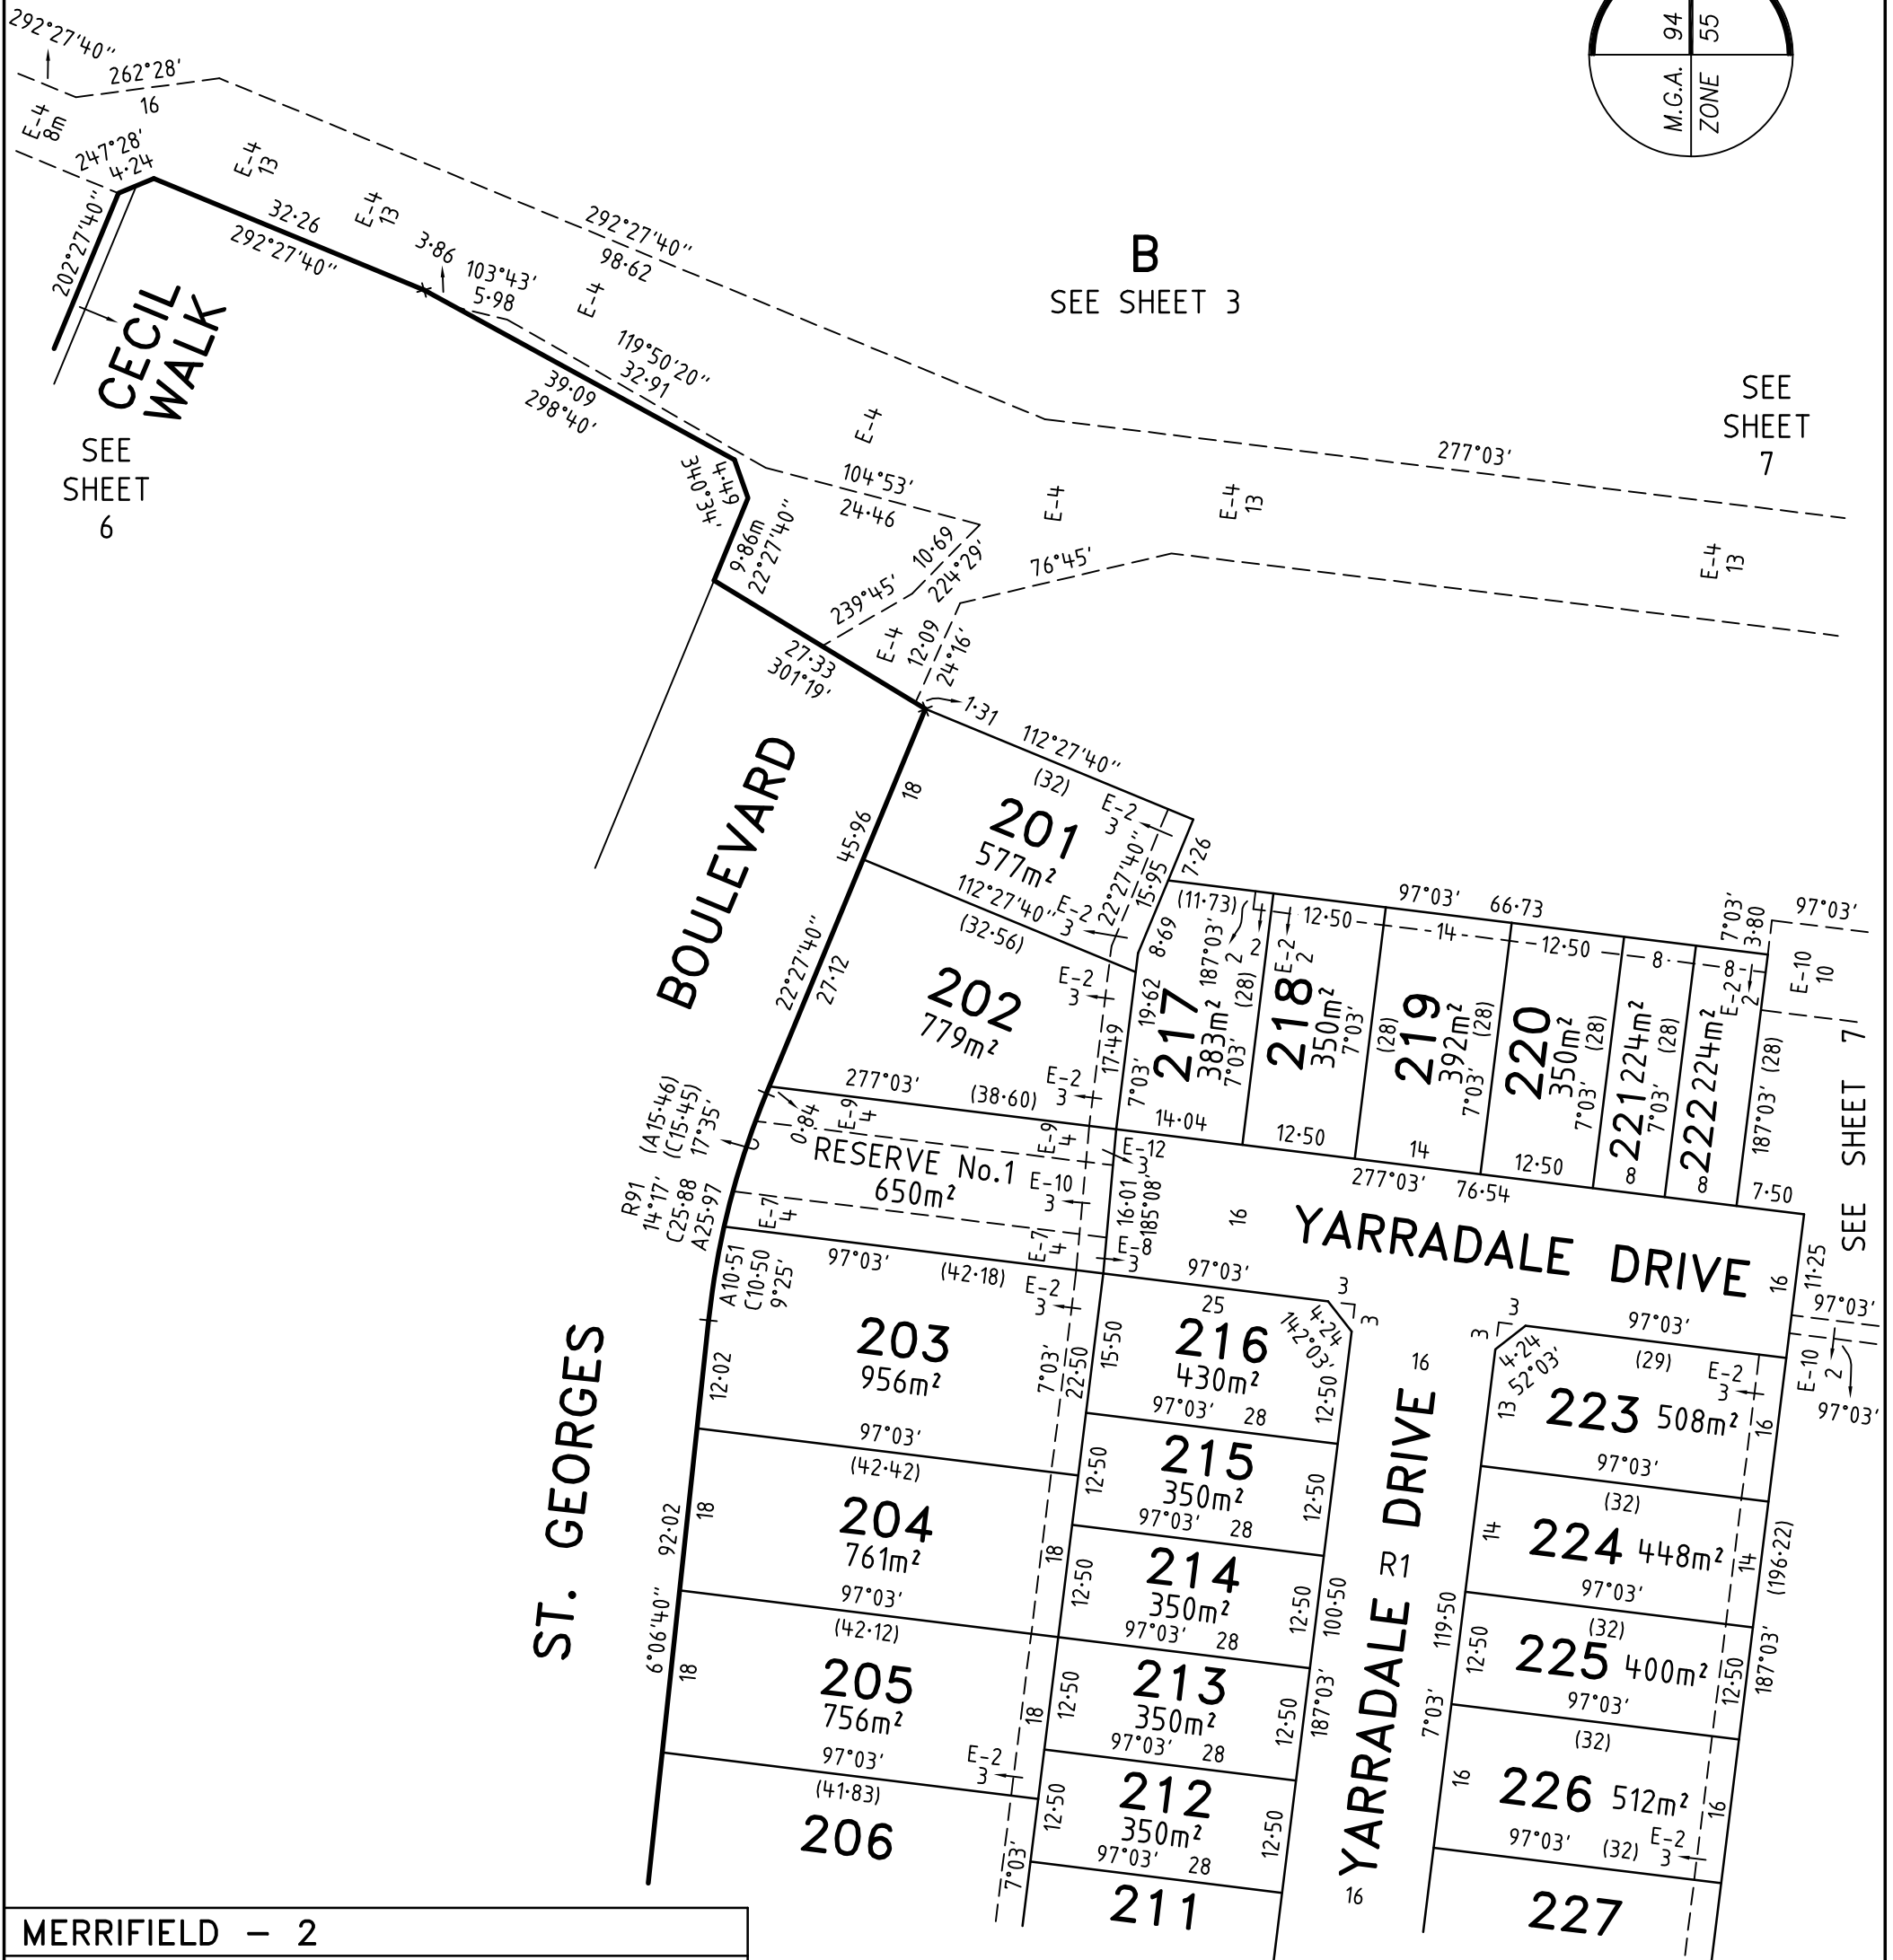 292°27'40"
262°28'
16
E-4
8m
247°28'
4·24
E-4
13
M.G.A. 94
ZONE 55
202°27'40"
32·26
292°27'40"
E-4
13
3·86
103°43'
5·98
292°27'40"
98·62
E-4
B
SEE SHEET 3
CECIL
WALK
SEE
SHEET
6
119°50'20"
32·91
39·09
298°40'
E-4
SEE
SHEET
7
277°03'
4·49
340°34'
104°53'
24·46
E-4
E-4
13
E-4
13
9·86m
22°27'40"
10·69
224°29'
76°45'
239°45'
E-4
12·09
24°16'
27·33
301°19'
1·31
112°27'40"
(32)
BOULEVARD
18
45·96
201
577m²
E-2
3
22°27'40"
15·95
7·26
112°27'40"
(32·56)
E-2
3
8·69
22°27'40"
27·12
202
779m²
E-2
3
17·49
277°03'
(38·60)
E-2
3
97°03'
66·73
(11·73)
187°03'
2
2
(28)
19·62
7°03'
217
383m²
7°03'
14·04
E-2
2
12·50
218
350m²
7°03'
12·50
14
(28)
219
392m²
7°03'
(28)
14
12·50
220
350m²
7°03'
(28)
12·50
8
221
224m²
7°03'
(28)
8
8
222
224m²
E-2
2
8
7°03'
3·80
97°03'
E-10
10
187°03'
(28)
7·50
277°03'
76·54
SEE SHEET 7
(A15·46)
(C15·45)
17°35'
R91
14°17'
C25·88
A25·97
0·84
E-9
4
E-9
4
RESERVE No.1
650m²
E-12
3
E-10
3
E-7
4
E-7
4
16·01
185°08'
E-8
3
16
YARRADALE DRIVE
16
11·25
97°03'
E-10
2
97°03'
A10·51
C10·50
9°25'
97°03'
(42·18)
E-2
3
203
956m²
12·02
7°03'
22·50
97°03'
25
3
3
4·24
142°03'
15·50
216
430m²
12·50
97°03'
28
16
3
3
4·24
52°03'
97°03'
(29)
E-2
3
13
223
508m²
16
97°03'
(32)
ST. GEORGES
92·02
6°06'40"
97°03'
(42·42)
18
204
761m²
18
97°03'
(42·12)
18
205
756m²
18
97°03'
(41·83)
E-2
3
206
7°03'
12·50
215
350m²
12·50
97°03'
28
12·50
214
350m²
12·50
97°03'
28
12·50
213
350m²
12·50
97°03'
28
12·50
212
350m²
12·50
97°03'
28
211
100·50
187°03'
YARRADALE R1 DRIVE
16
119·50
7°03'
14
224
448m²
14
(196·22)
187°03'
97°03'
(32)
12·50
225
400m²
12·50
97°03'
(32)
16
226
512m²
16
97°03'
(32)
E-2
3
227
MERRIFIELD - 2